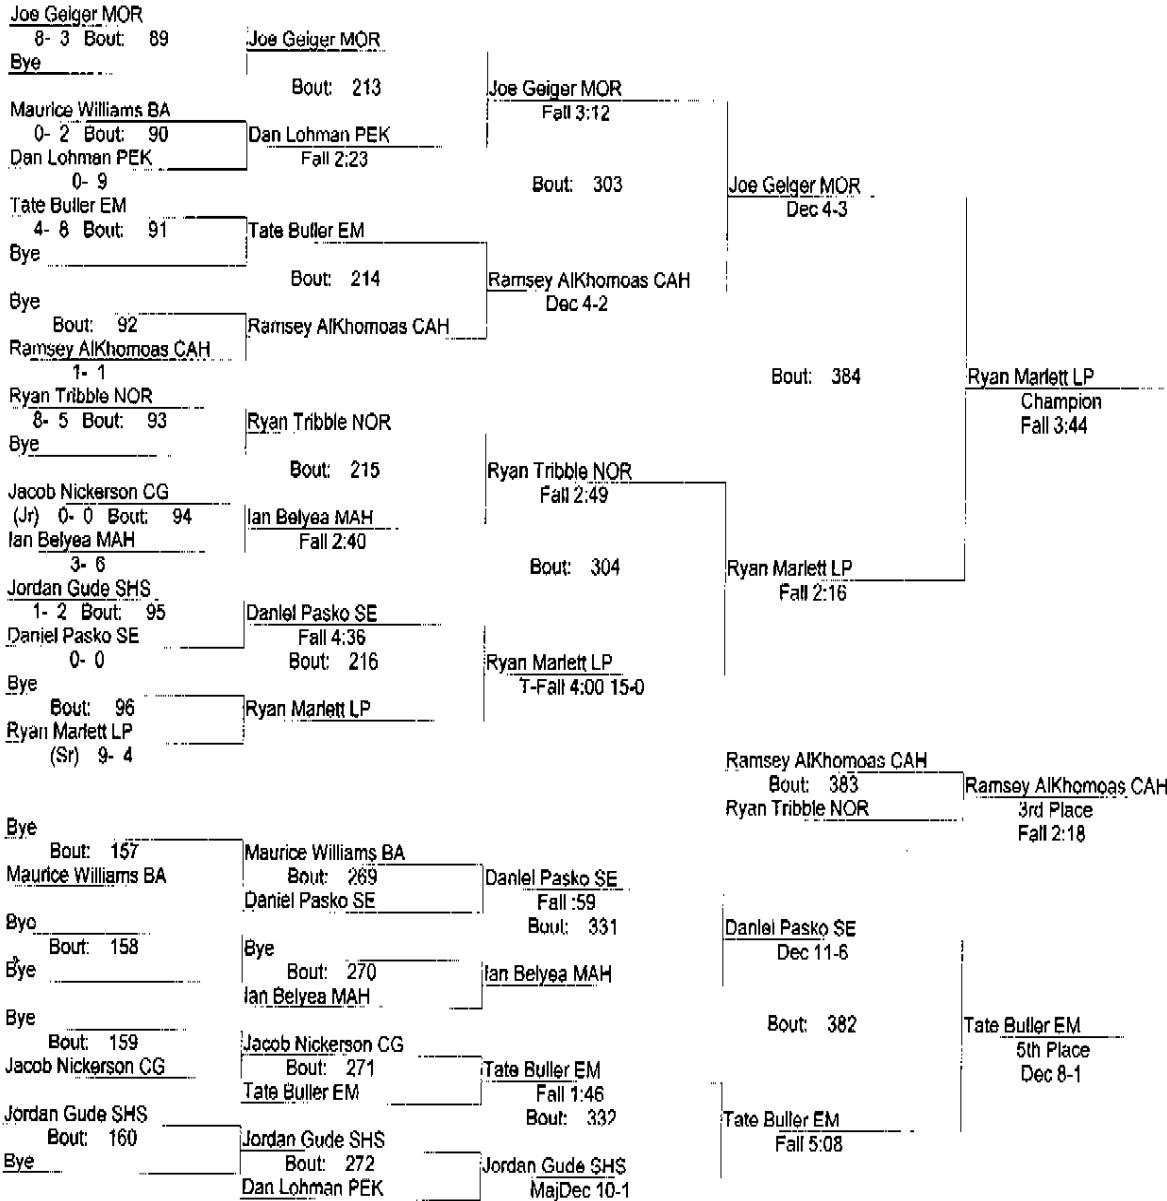 Joe Geiger MOR
8- 3 Bout: 89
Bye
Joe Geiger MOR
Bout: 213
Maurice Williams BA
0- 2 Bout: 90
Dan Lohman PEK
0- 9
Dan Lohman PEK
Fall 2:23
Joe Geiger MOR
Fall 3:12
Bout: 303
Tate Buller EM
4- 8 Bout: 91
Bye
Tate Buller EM
Bout: 214
Bye
Bout: 92
Ramsey AlKhomoas CAH
1- 1
Ramsey AlKhomoas CAH
Ramsey AlKhomoas CAH
Dec 4-2
Joe Geiger MOR
Dec 4-3
Bout: 384
Ryan Tribble NOR
8- 5 Bout: 93
Bye
Ryan Tribble NOR
Bout: 215
Jacob Nickerson CG
(Jr) 0- 0 Bout: 94
Ian Belyea MAH
3- 6
Ian Belyea MAH
Fall 2:40
Ryan Tribble NOR
Fall 2:49
Bout: 304
Jordan Gude SHS
1- 2 Bout: 95
Daniel Pasko SE
0- 0
Daniel Pasko SE
Fall 4:36
Bout: 216
Bye
Bout: 96
Ryan Marlett LP
(Sr) 9- 4
Ryan Marlett LP
Ryan Marlett LP
T-Fall 4:00 15-0
Ryan Marlett LP
Fall 2:16
Ryan Marlett LP
Champion
Fall 3:44
Ramsey AlKhomoas CAH
Bout: 383
Ryan Tribble NOR
Ramsey AlKhomoas CAH
3rd Place
Fall 2:18
Bye
Bout: 157
Maurice Williams BA
Maurice Williams BA
Bout: 269
Daniel Pasko SE
Daniel Pasko SE
Fall :59
Bout: 331
Bye
Bout: 158
Bye
Bye
Bout: 270
Ian Belyea MAH
Ian Belyea MAH
Daniel Pasko SE
Dec 11-6
Bout: 382
Bye
Bout: 159
Jacob Nickerson CG
Jacob Nickerson CG
Bout: 271
Tate Buller EM
Tate Buller EM
Fall 1:46
Bout: 332
Jordan Gude SHS
Bout: 160
Bye
Jordan Gude SHS
Bout: 272
Dan Lohman PEK
Jordan Gude SHS
MajDec 10-1
Tate Buller EM
Fall 5:08
Tate Buller EM
5th Place
Dec 8-1